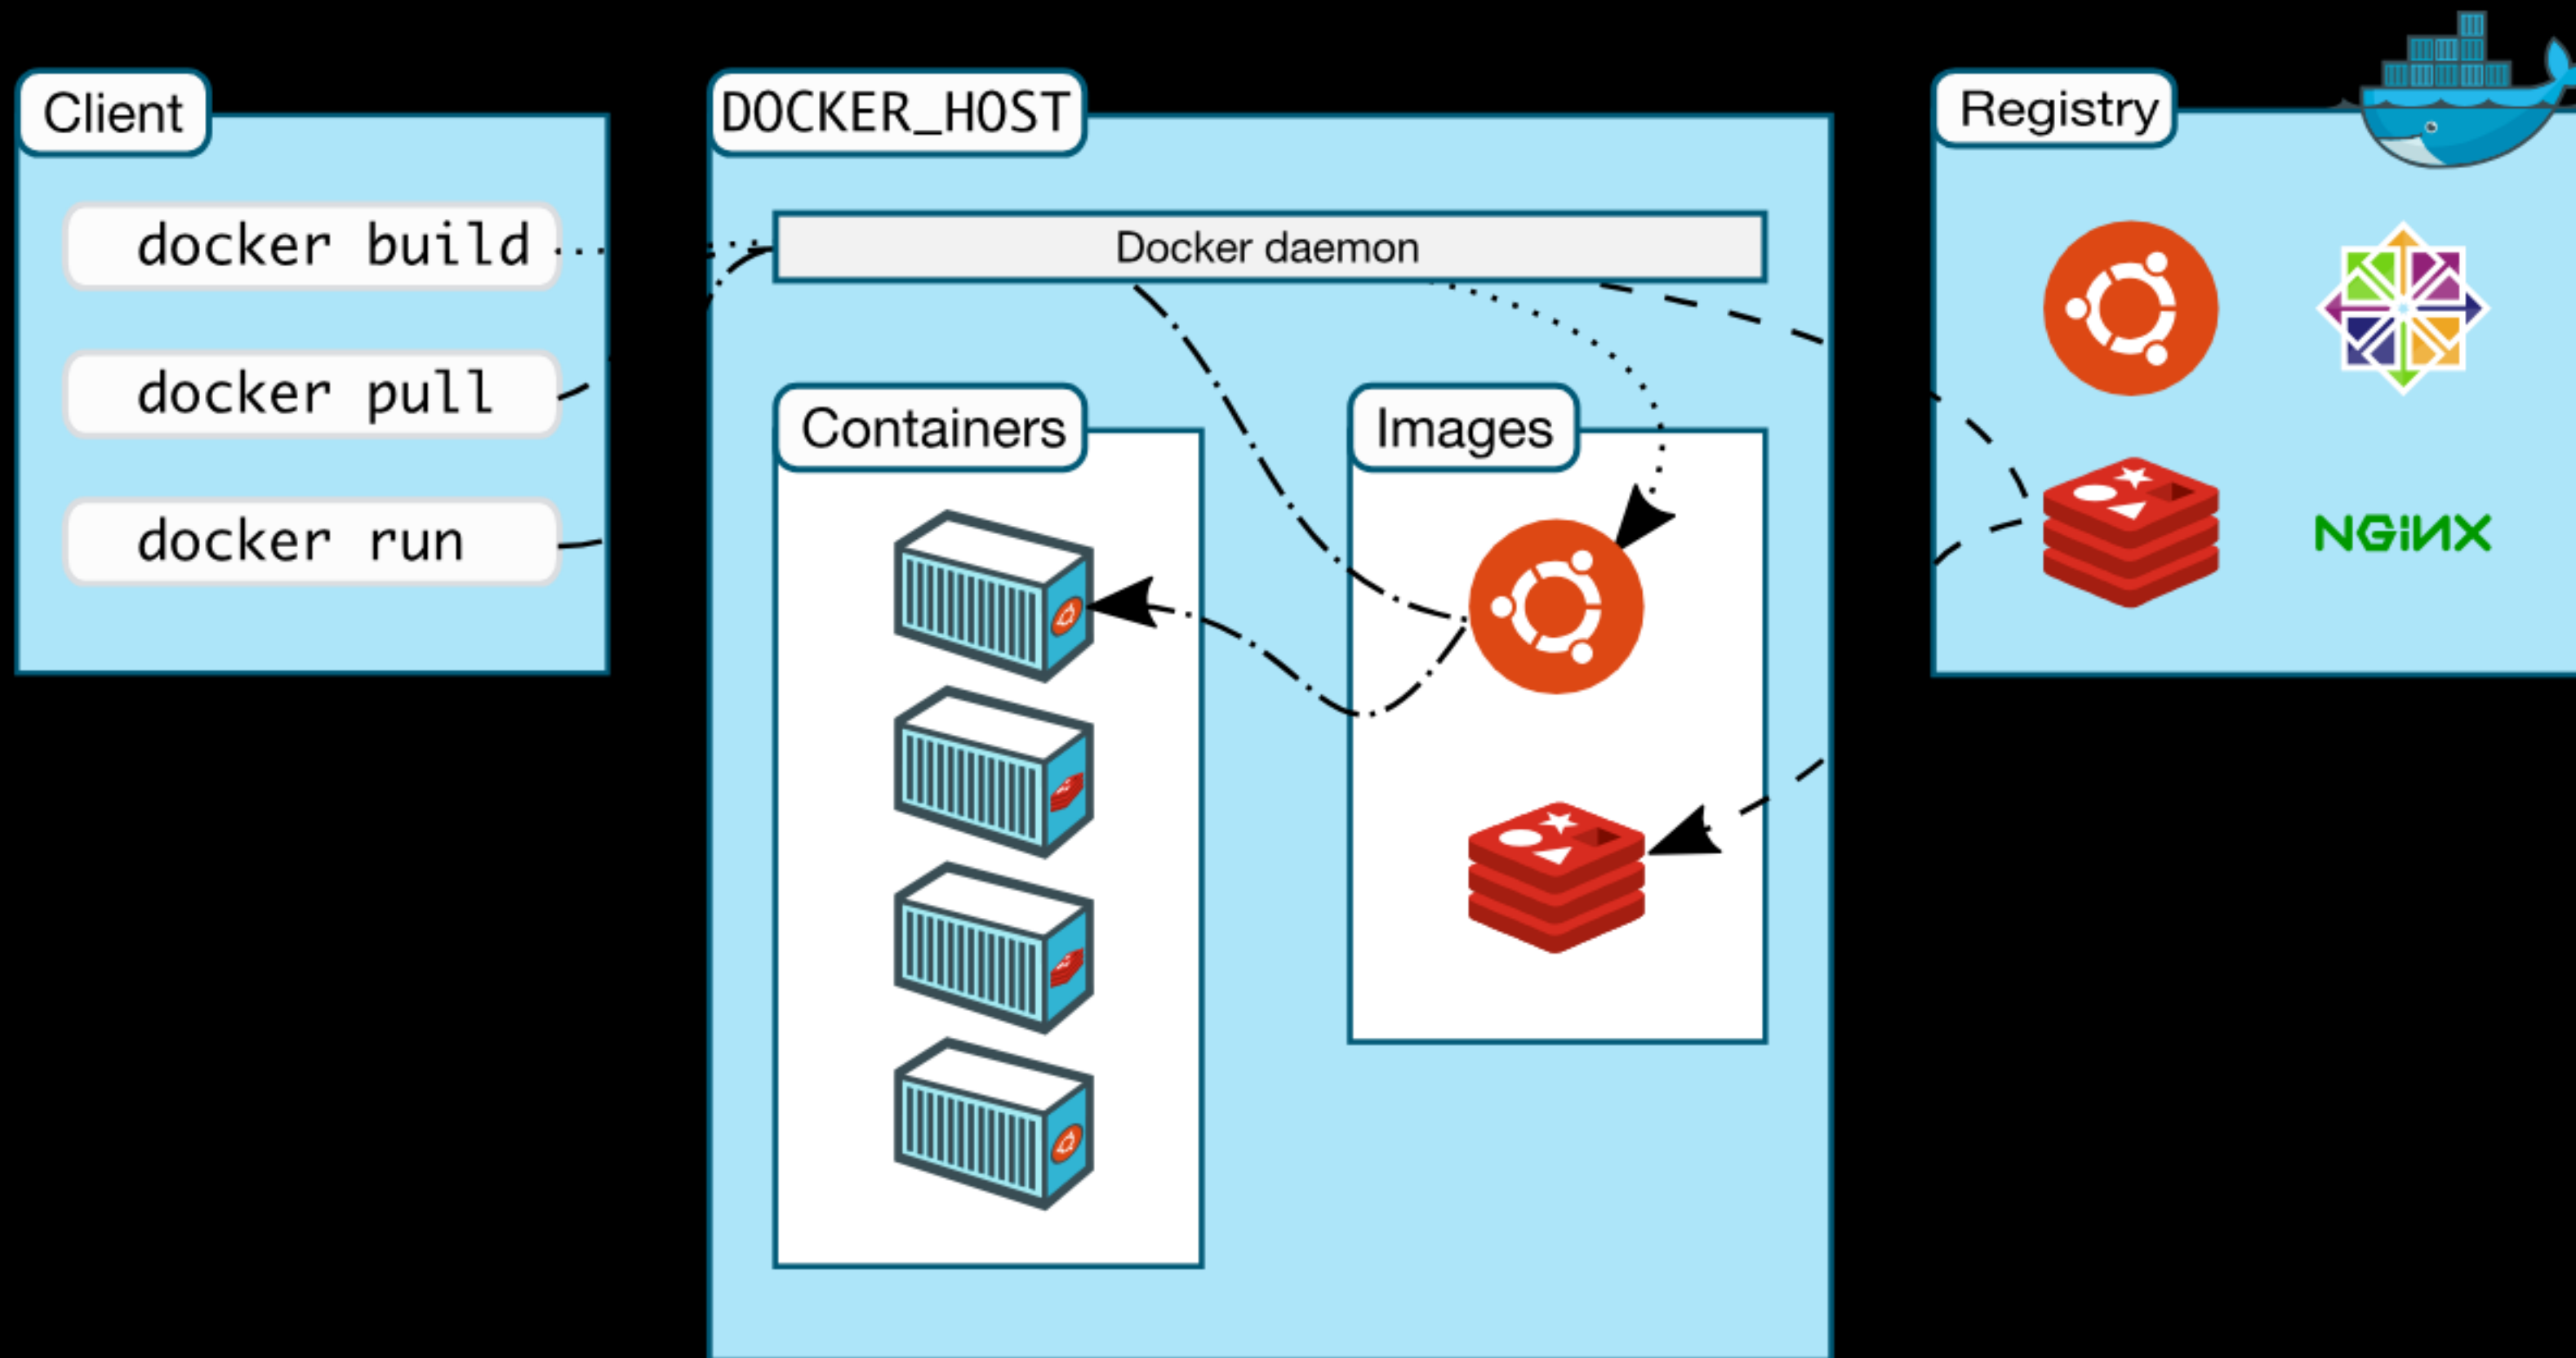 Client
docker build
docker pull
docker run
DOCKER_HOST
Docker daemon
Containers
Images
Registry
NGiNX